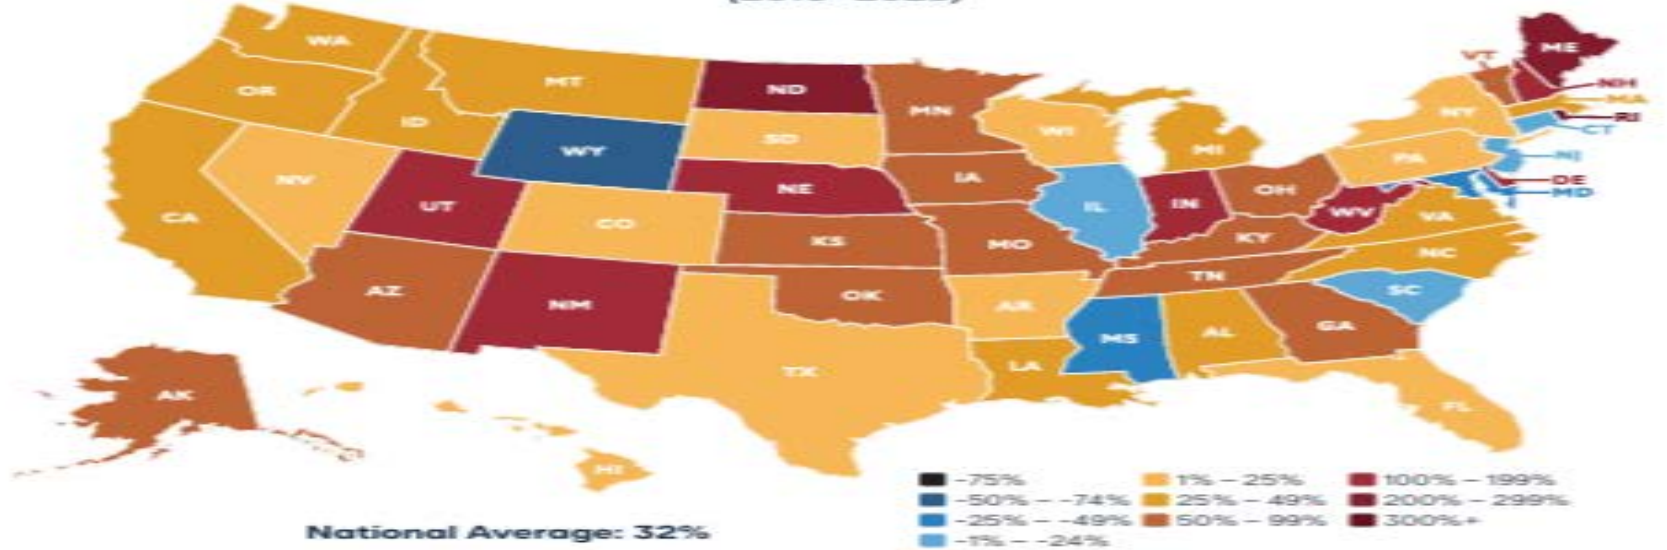 WA
MT
ND
MN
VT
ME
NH
MA
RI
CT
OR
ID
SD
WI
NY
MI
WY
PA
NJ
NV
NE
IA
OH
DE
MD
UT
IL
IN
WV
CA
CO
KS
MO
KY
VA
NC
AZ
NM
OK
TN
AR
SC
MS
AL
GA
LA
TX
AK
FL
HI
-75%
-50% – -74%
-25% – -49%
-1% – -24%
1% – 25%
25% – 49%
50% – 99%
100% – 199%
200% – 299%
300%+
National Average: 32%